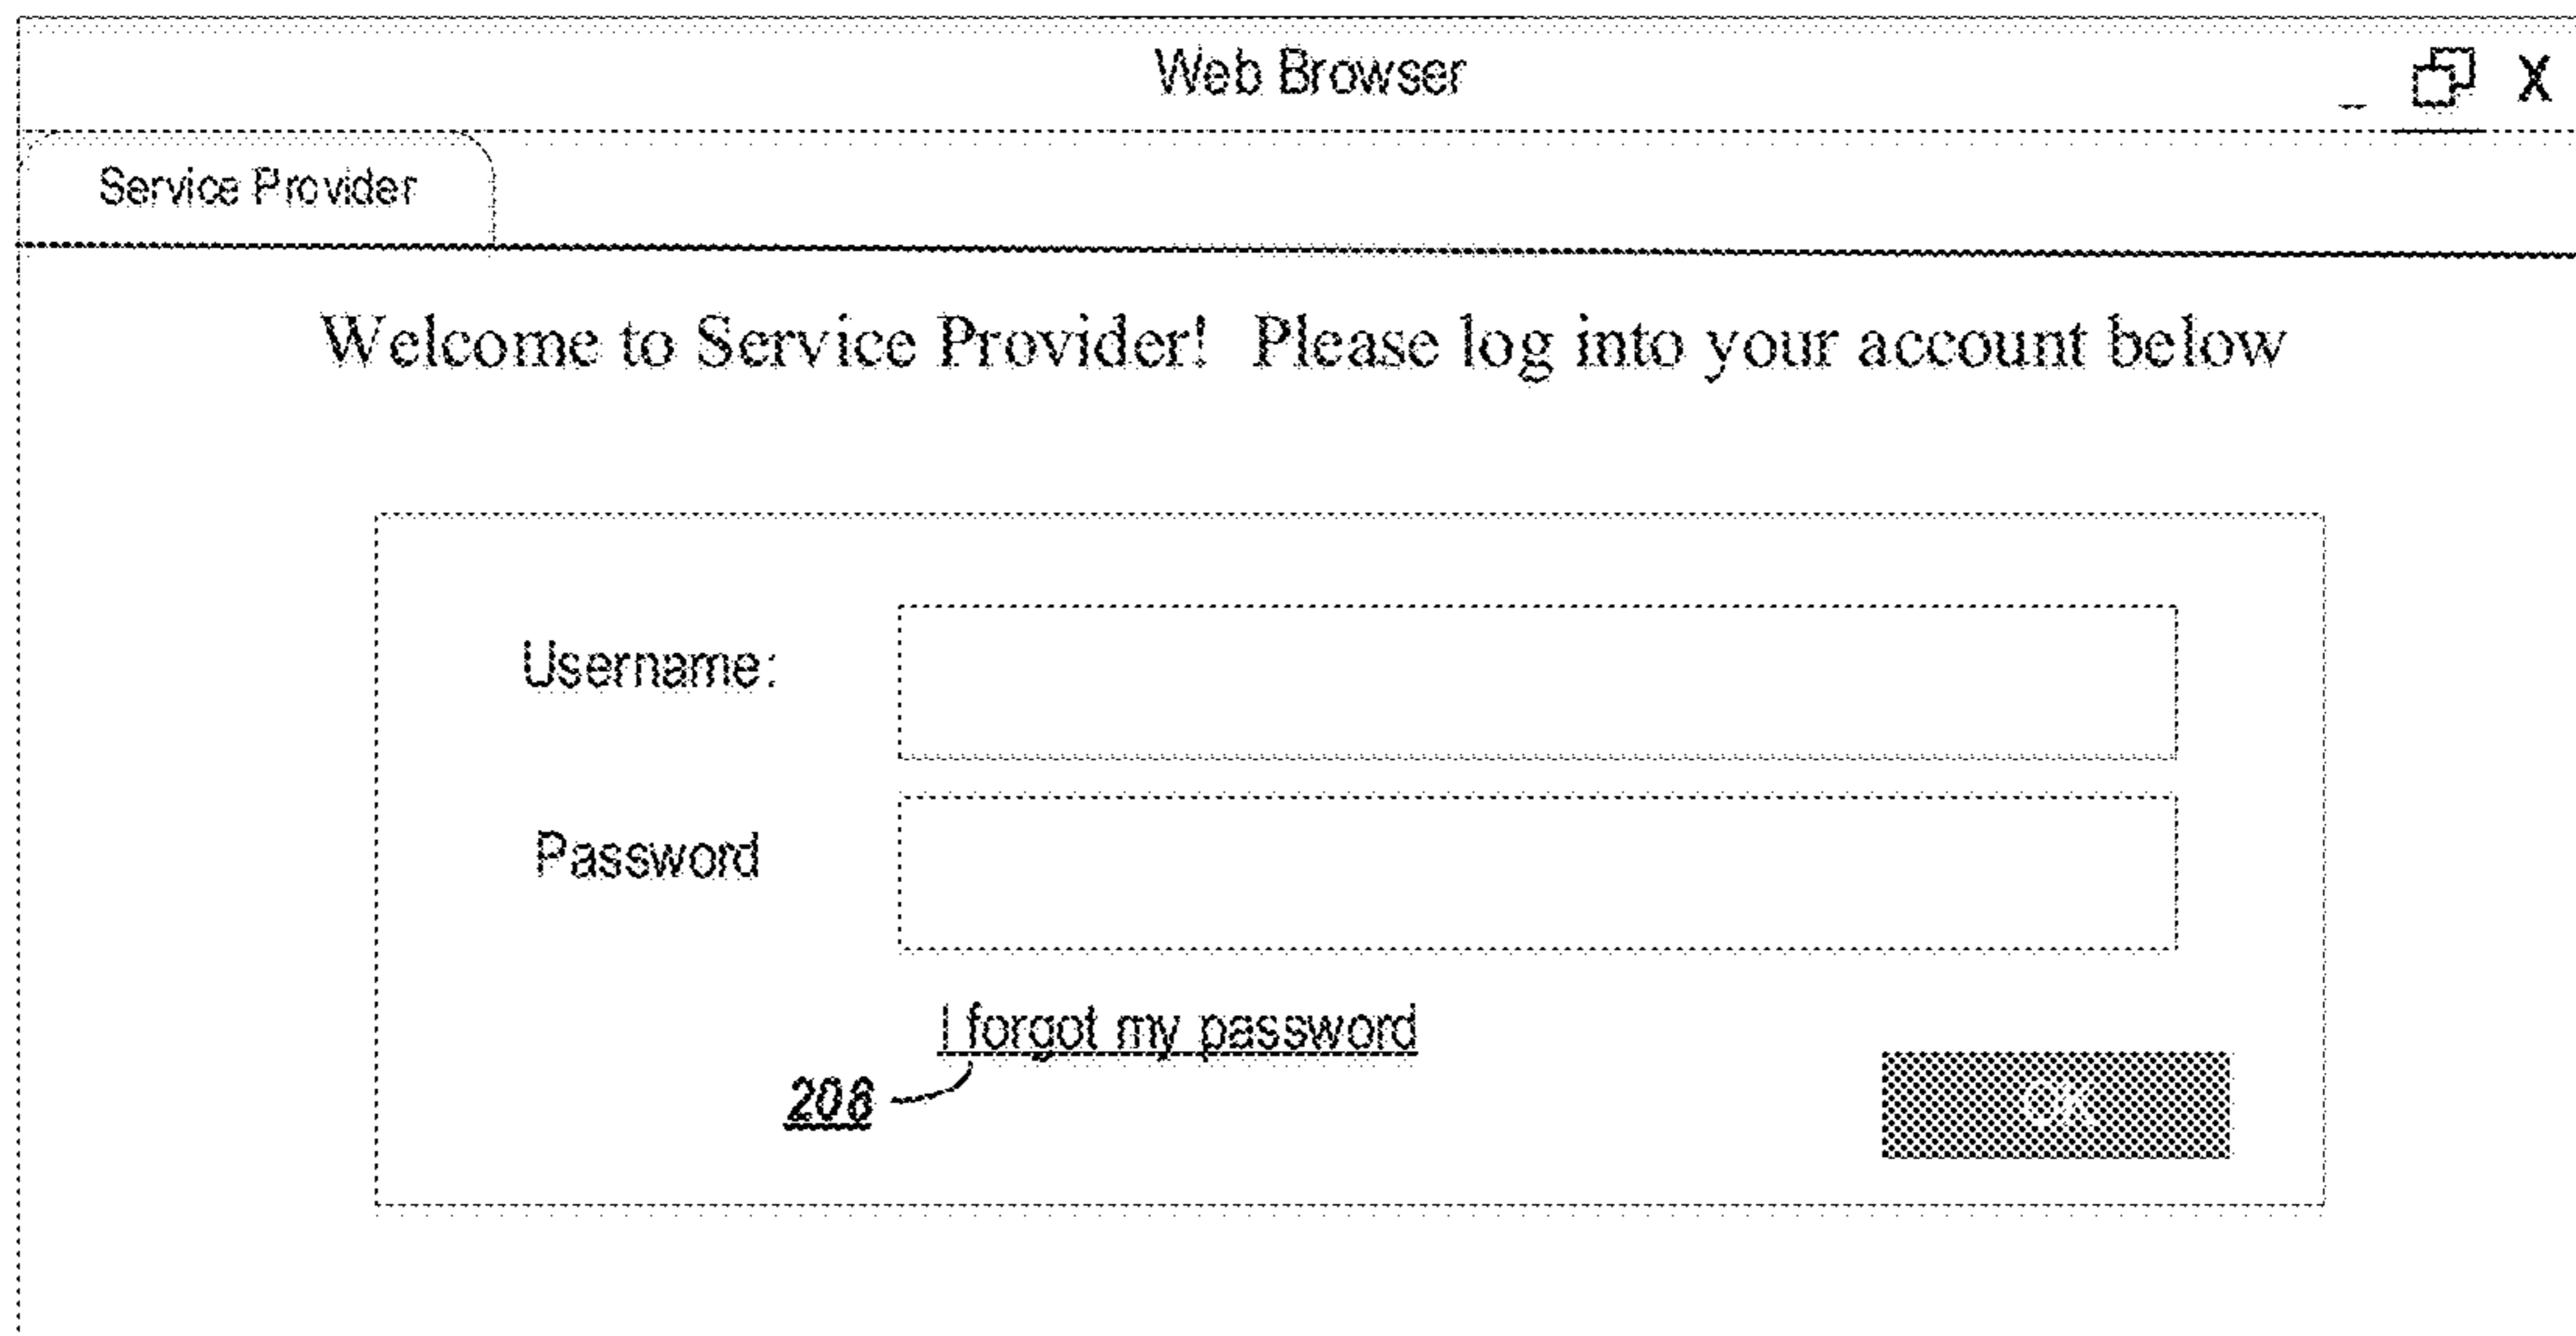 Web Browser _ X
Service Provider
Welcome to Service Provider! Please log into your account below
Username:
Password
I forgot my password
206
OK